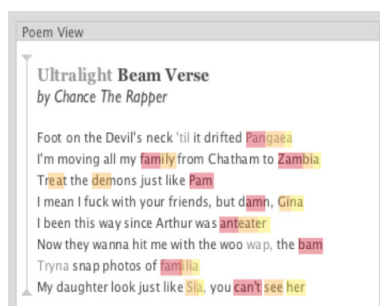 Poem View
Ultralight Beam Verse
by Chance The Rapper
Foot on the Devil's neck 'til it drifted Pangaea
I'm moving all my family from Chatham to Zambia
Treat the demons just like Pam
I mean I fuck with your friends, but damn, Gina
I been this way since Arthur was anteater
Now they wanna hit me with the woo wap, the bam
Tryna snap photos of familia
My daughter look just like Sia, you can't see her